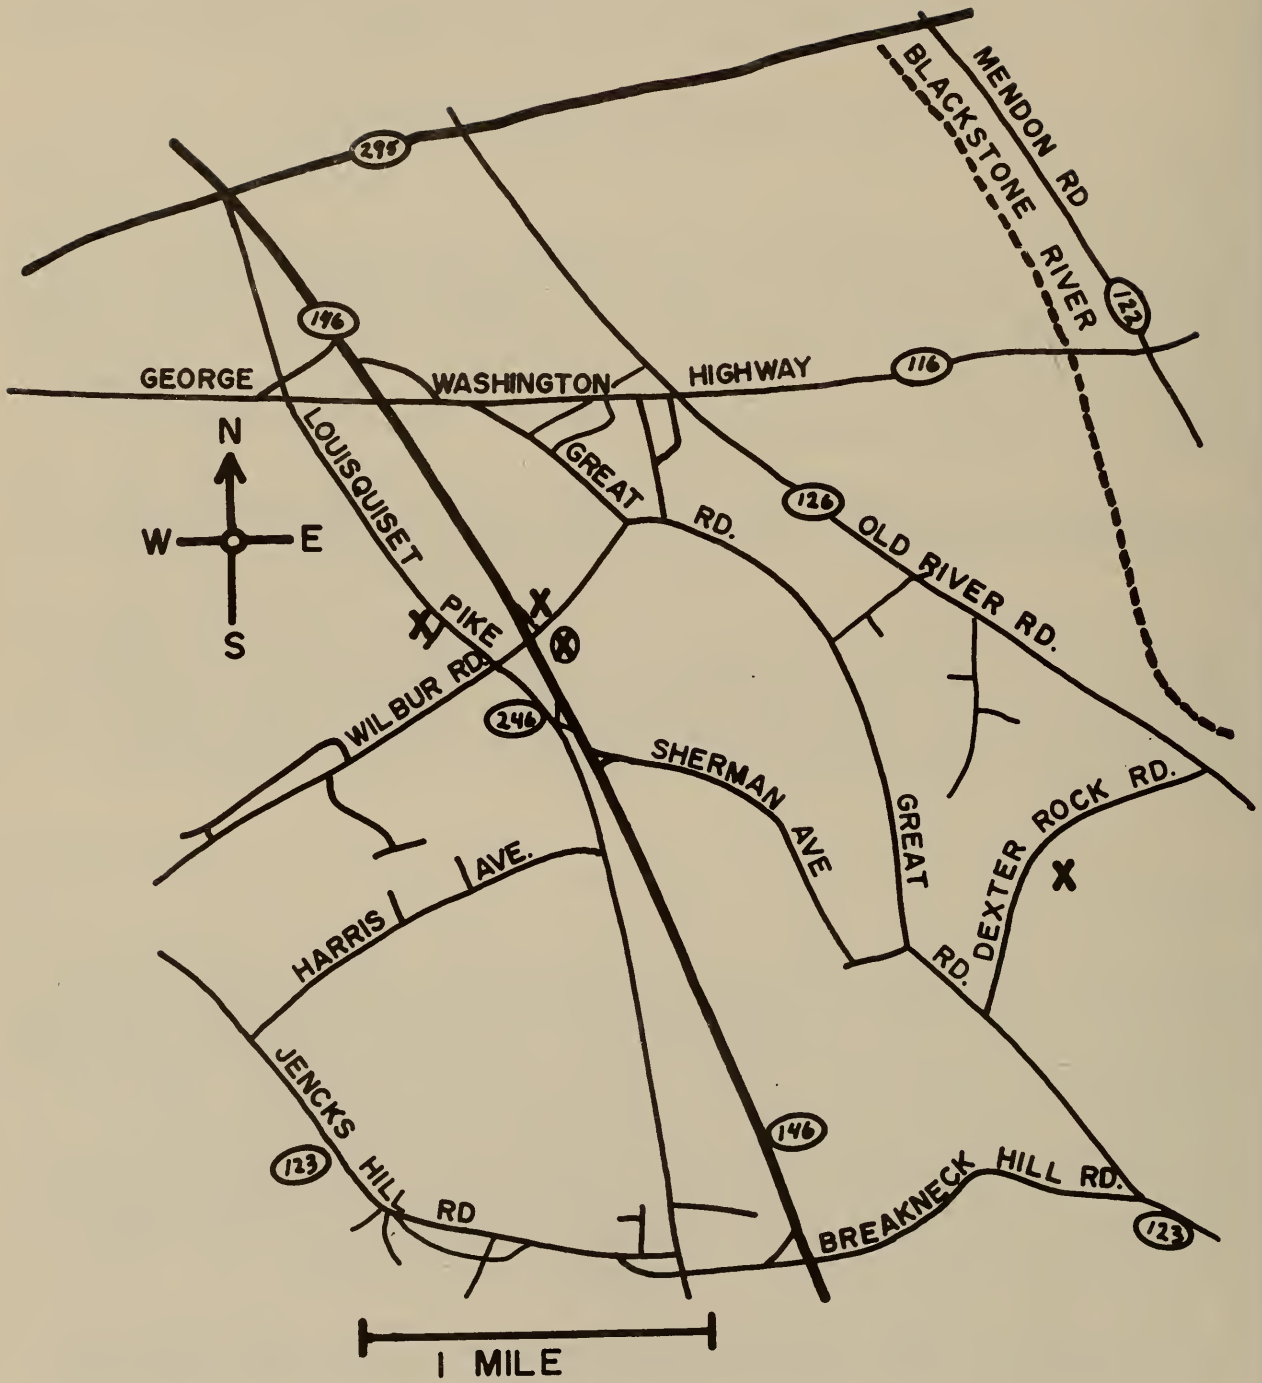 MENDON RD
BLACKSTONE RIVER
295
146
122
GEORGE WASHINGTON HIGHWAY
116
N
W E
S
LOUISQUISET PIKE
GREAT RD.
126
OLD RIVER RD.
X
X
X
WILBUR RD.
246
SHERMAN AVE
GREAT RD.
DEXTER ROCK RD.
X
HARRIS AVE.
JENCKS HILL RD
123
146
BREAKNECK HILL RD.
123
1 MILE